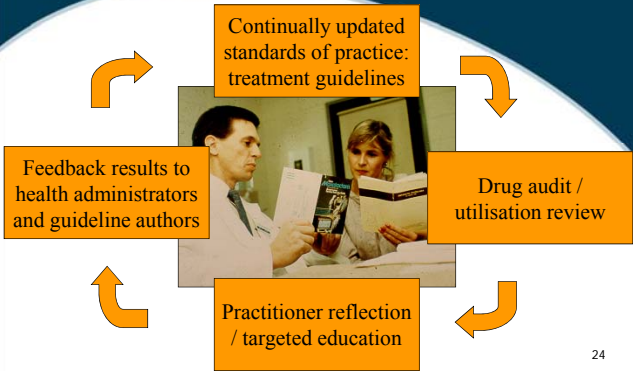 Continually updated
standards of practice:
treatment guidelines
Drug audit /
utilisation review
Practitioner reflection
/ targeted education
Feedback results to
health administrators
and guideline authors
24